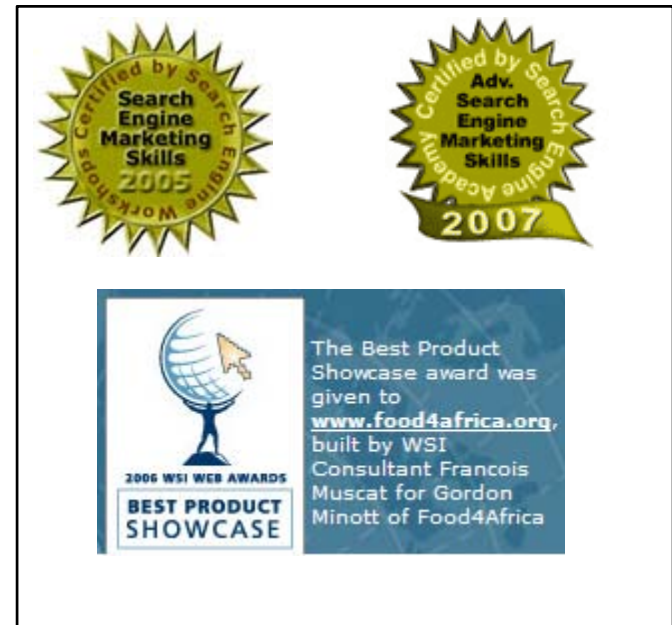 Certified by Search Engine Workshops
Search
Engine
Marketing
Skills
2005
Certified by Search Engine Academy
Adv.
Search
Engine
Marketing
Skills
2007
2006 WSI WEB AWARDS
BEST PRODUCT
SHOWCASE
The Best Product
Showcase award was
given to
www.food4africa.org,
built by WSI
Consultant Francois
Muscat for Gordon
Minott of Food4Africa